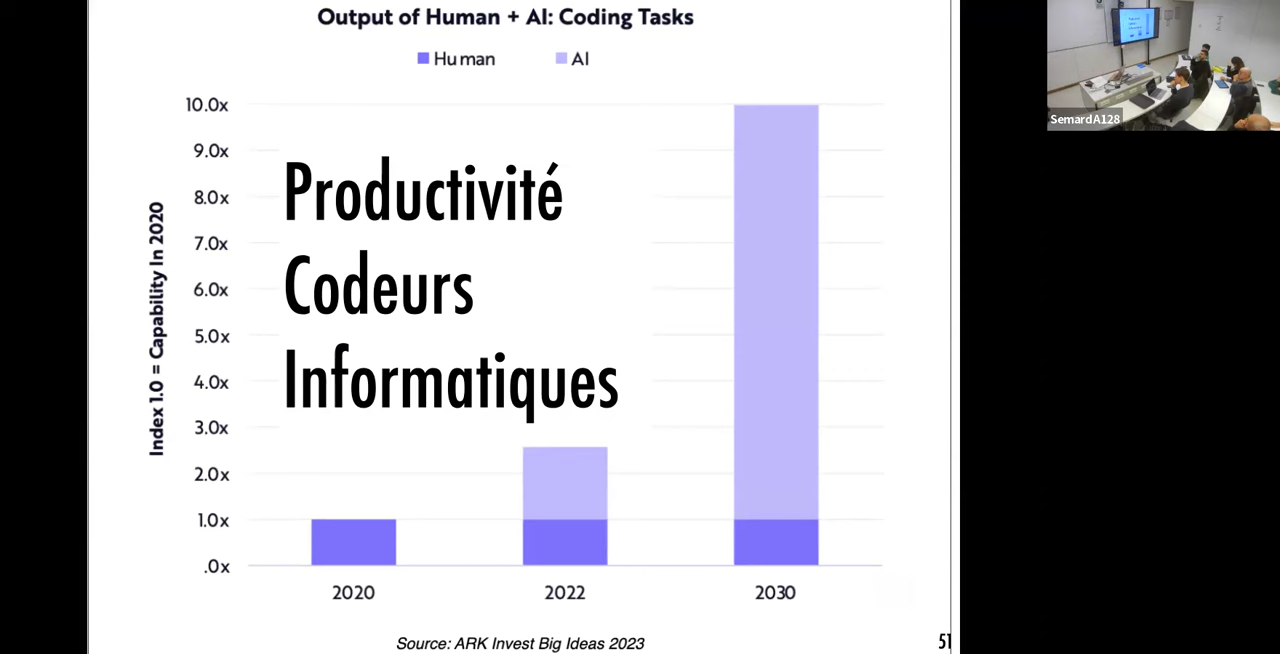 Output of Human + AI: Coding Tasks
Human AI
10.0x
9.0x
8.0x
7.0x
6.0x
5.0x
4.0x
3.0x
2.0x
1.0x
.0x
Index 1.0 = Capability In 2020
Productivité
Codeurs
Informatiques
2020 2022 2030
Source: ARK Invest Big Ideas 2023
51
SemardA128